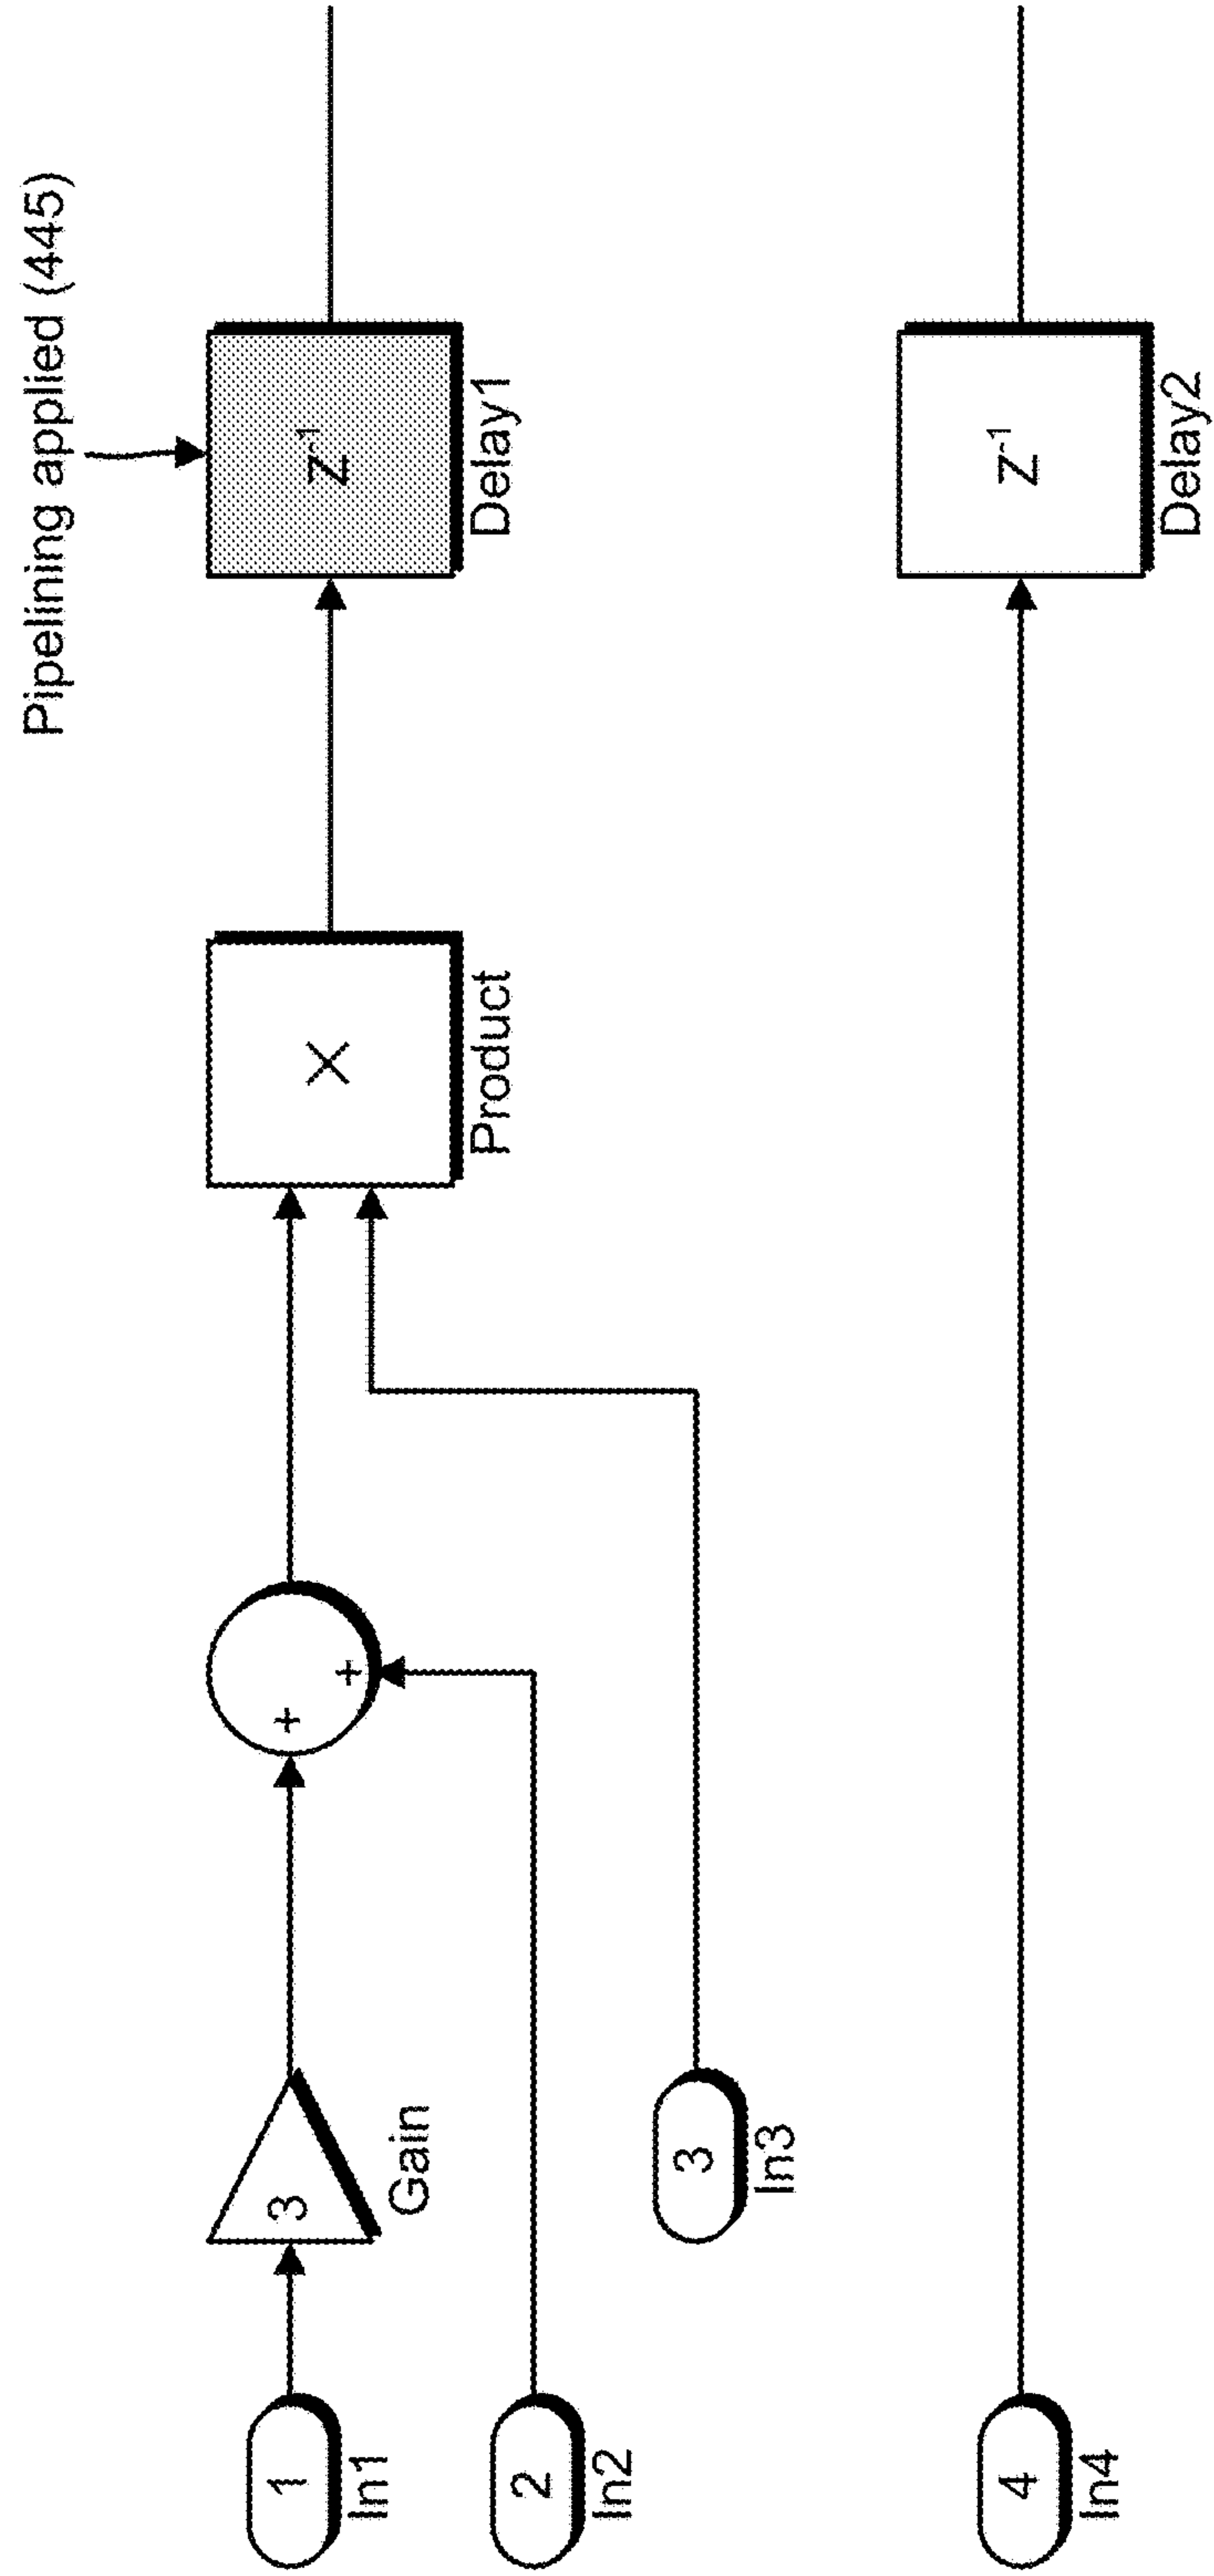 Pipelining applied (445)
1
In1
3
Gain
+
+
×
Product
Z-1
Delay1
2
In2
3
In3
4
In4
Z-1
Delay2